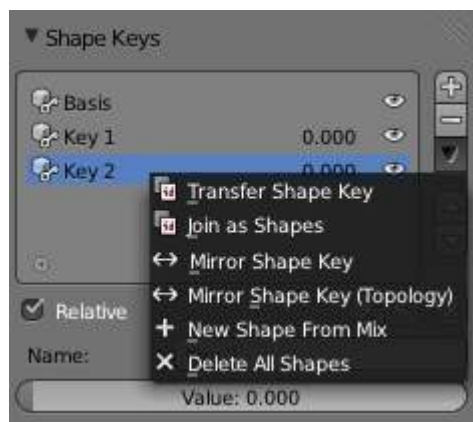 Shape Keys
Basis
Key 1 0.000
Key 2 0.000
Transfer Shape Key
Join as Shapes
Mirror Shape Key
Mirror Shape Key (Topology)
New Shape From Mix
Delete All Shapes
Relative
Name:
Value: 0.000